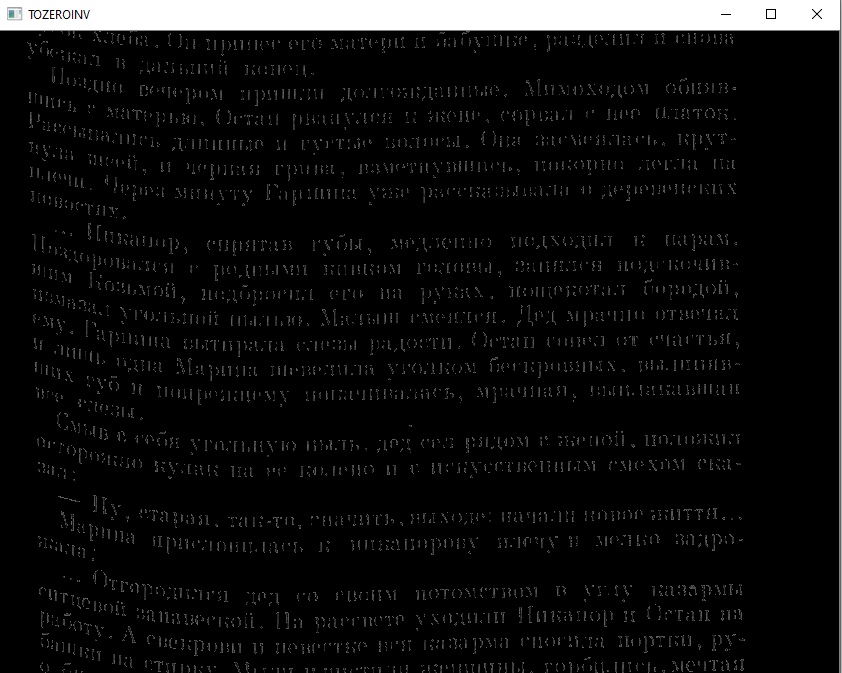 TOZEROINV
хлеба. Он принес его матери и бабушке, разделил и снова
убежал в дальний конец.
Поздно вечером пришли долгожданные. Мимоходом обняв-
шись с матерью, Остап рванулся к жене, сорвал с нее платок.
Рассыпались длинные и густые волосы. Она засмеялась, крут-
нула шеей, и черная грива, взметнувшись, покорно легла на
плечи. Через минуту Гарпина уже рассказывала о деревенских
новостях.
... Никанор, спрятав губы, медленно подходил к нарам.
Поздоровался с родными кивком головы, занялся подскочив-
шим Козьмой, подбросил его на руках, пощекотал бородой,
измазал угольной пылью. Малыш смеялся. Дед мрачно отвечал
ему. Гарпина вытирала слезы радости. Остап сопел от счастья,
и лишь одна Марина шевелила уголком бескровных, вылиняв-
ших губ и попрежнему покачивалась, мрачная, выплакавшая
все слезы.
Смыв с себя угольную пыль, дед сел рядом с женой, положил
осторожно кулак на ее колено и с искусственным смехом ска-
зал:
— Ну, старая, так-то, значить, выходе: начали новое життя...
Марина прислонилась к никанорову плечу и мелко задро-
жала:
... Отгородился дед со своим потомством в углу казармы
ситцевой занавеской. На рассвете уходили Никанор и Остап на
работу. А свекрови и невестке вся казарма сносила портки, ру-
башки на стирку. Мыли и чистили женщины, горбились, мечтая